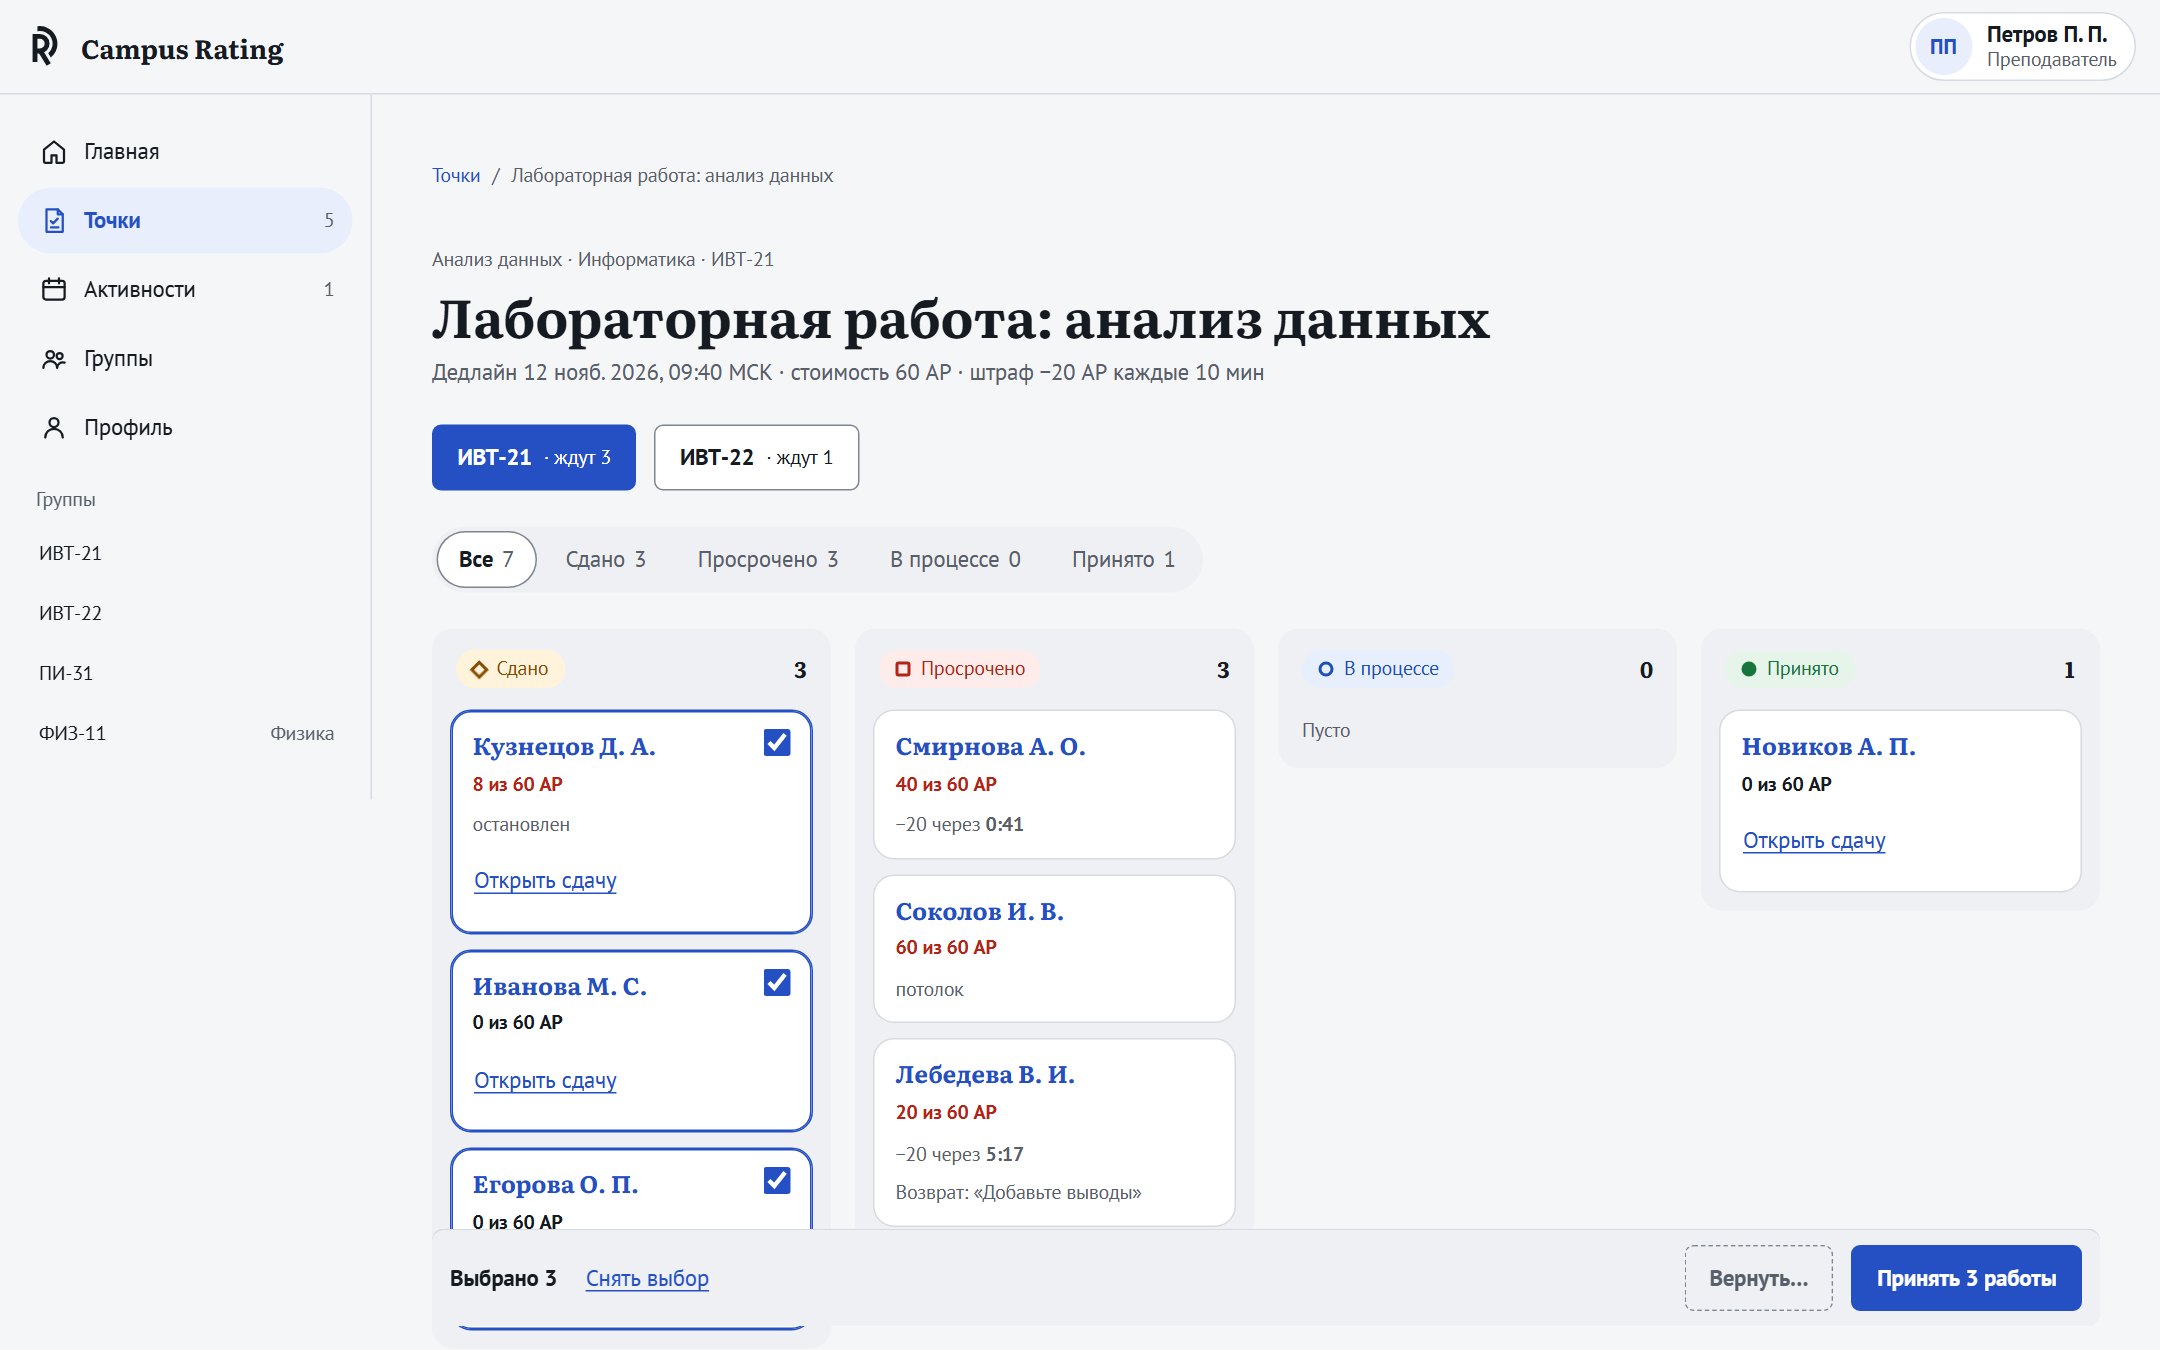 Campus Rating
ПП
Петров П. П.
Преподаватель
Главная
Точки 5
Активности 1
Группы
Профиль
Группы
ИВТ-21
ИВТ-22
ПИ-31
ФИЗ-11 Физика
Точки / Лабораторная работа: анализ данных
Анализ данных · Информатика · ИВТ-21
Лабораторная работа: анализ данных
Дедлайн 12 нояб. 2026, 09:40 МСК · стоимость 60 АР · штраф −20 АР каждые 10 мин
ИВТ-21 · ждут 3
ИВТ-22 · ждут 1
Все 7
Сдано 3
Просрочено 3
В процессе 0
Принято 1
Сдано 3
Кузнецов Д. А.
8 из 60 АР
остановлен
Открыть сдачу
Иванова М. С.
0 из 60 АР
Открыть сдачу
Егорова О. П.
0 из 60 АР
Просрочено 3
Смирнова А. О.
40 из 60 АР
−20 через 0:41
Соколов И. В.
60 из 60 АР
потолок
Лебедева В. И.
20 из 60 АР
−20 через 5:17
Возврат: «Добавьте выводы»
В процессе 0
Пусто
Принято 1
Новиков А. П.
0 из 60 АР
Открыть сдачу
Выбрано 3
Снять выбор
Вернуть...
Принять 3 работы